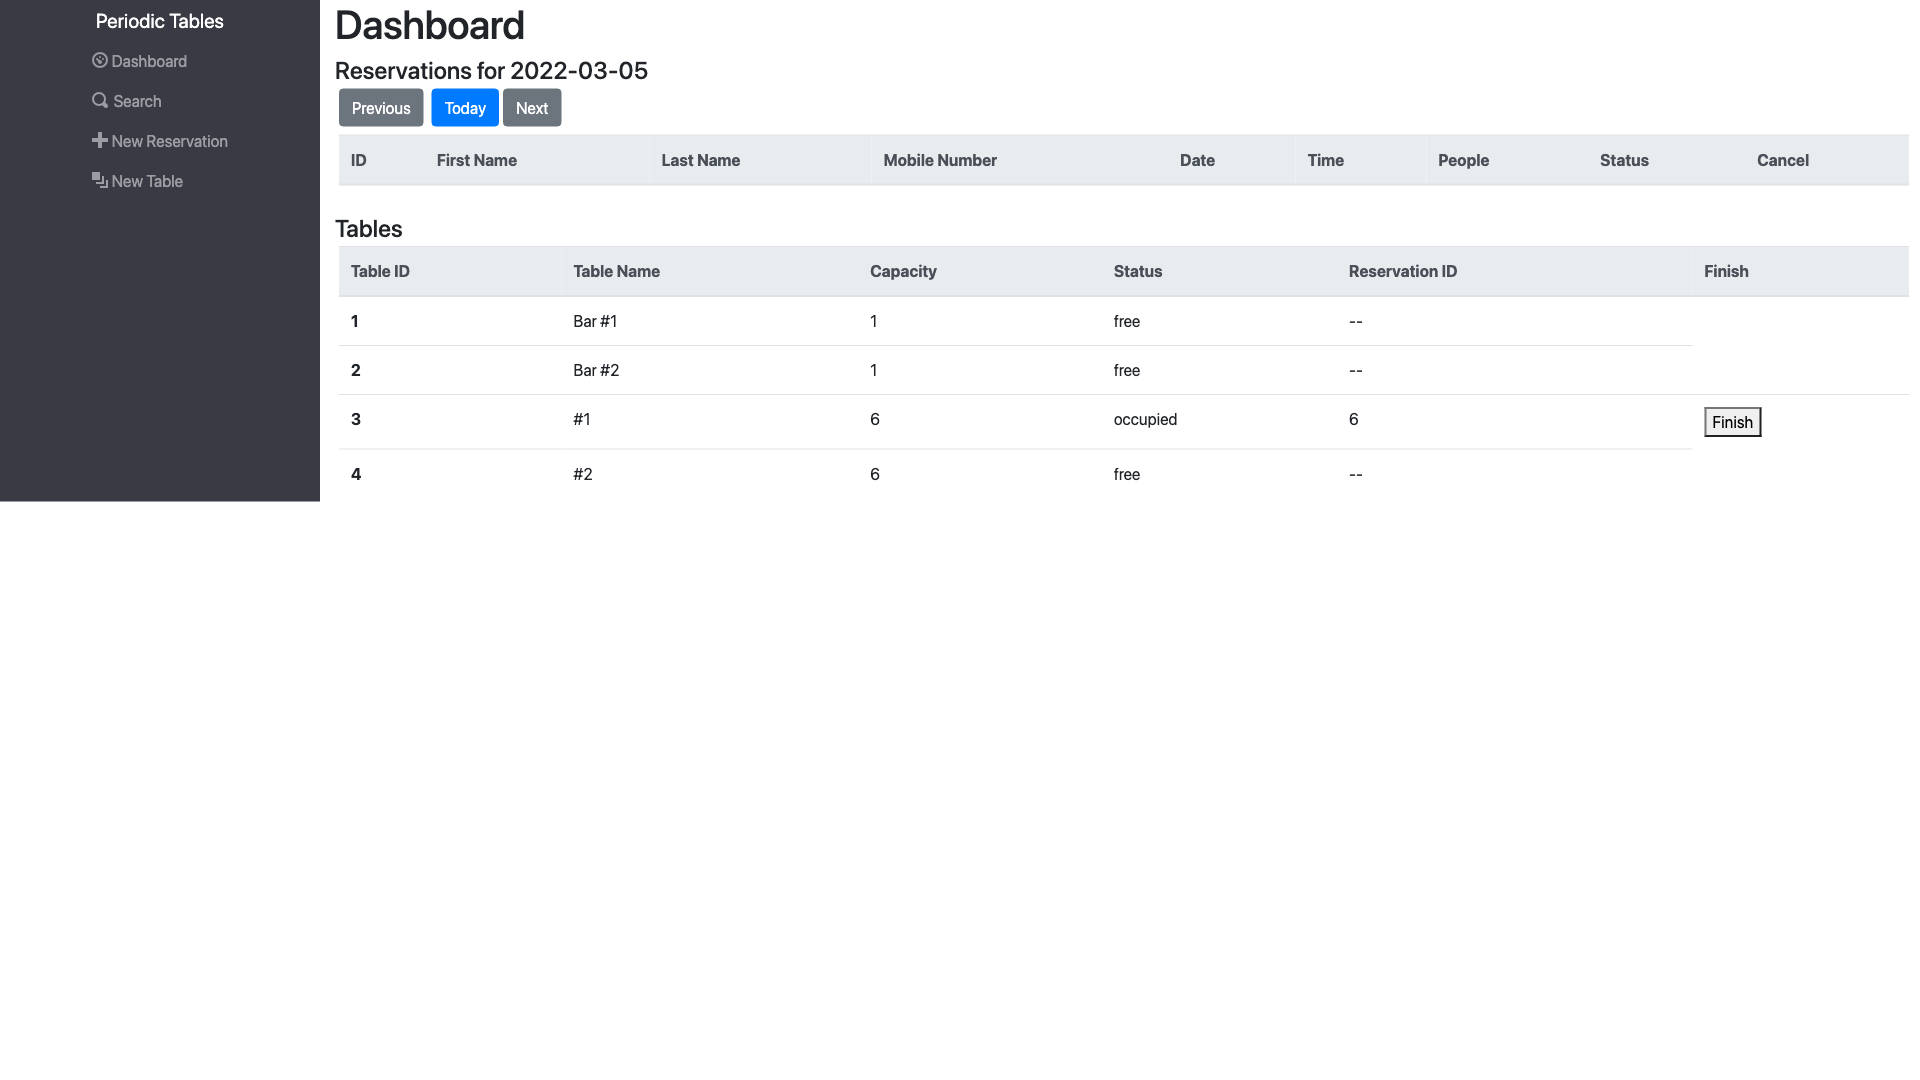 Periodic Tables
Dashboard
Search
New Reservation
New Table
Dashboard
Reservations for 2022-03-05
Previous Today Next
ID First Name Last Name Mobile Number Date Time People Status Cancel
Tables
Table ID Table Name Capacity Status Reservation ID Finish
1 Bar #1 1 free --
2 Bar #2 1 free --
3 #1 6 occupied 6 Finish
4 #2 6 free --